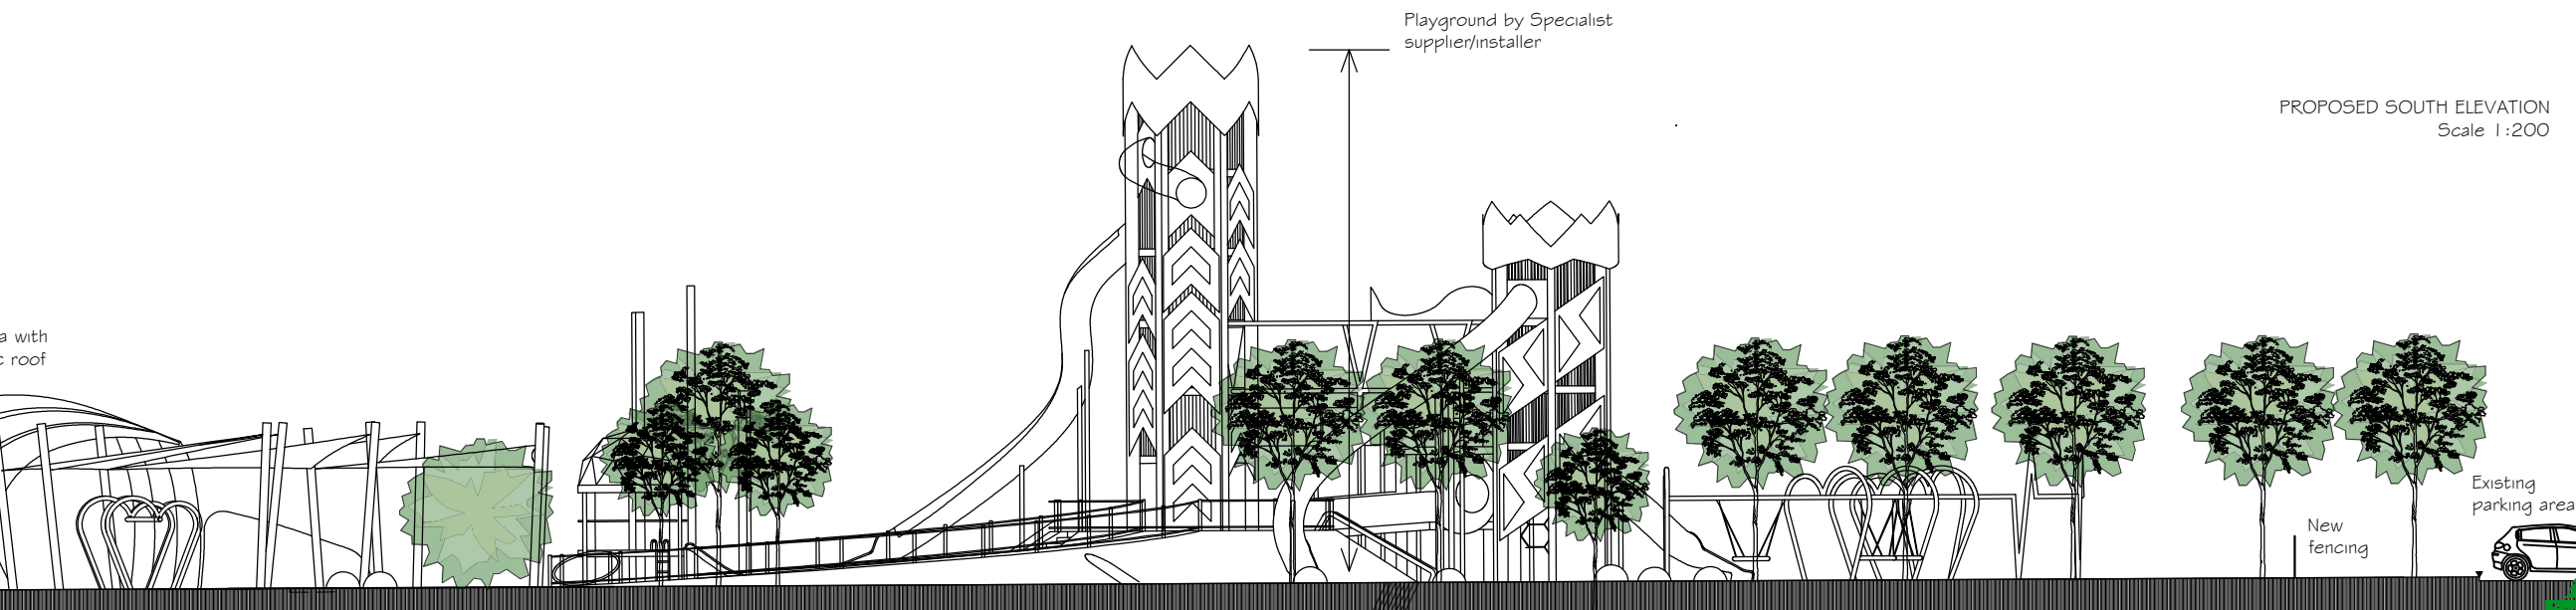 Playground by Specialist
supplier/installer
PROPOSED SOUTH ELEVATION
Scale 1:200
a with
c roof
Existing
parking area
New
fencing